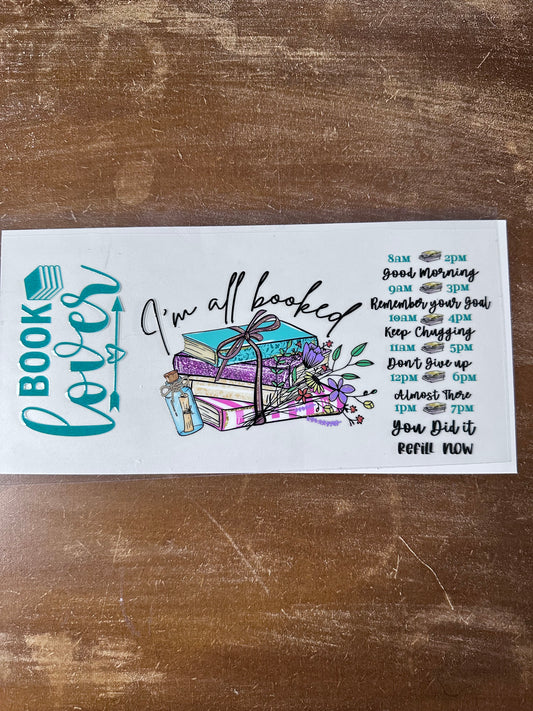 BOOK
lover
I'm all booked
8AM 2PM
Good Morning
9AM 3PM
Remember your Goal
10AM 4PM
Keep Chugging
11AM 5PM
Don't Give up
12PM 6PM
Almost There
1PM 7PM
You Did it
REfill NOW